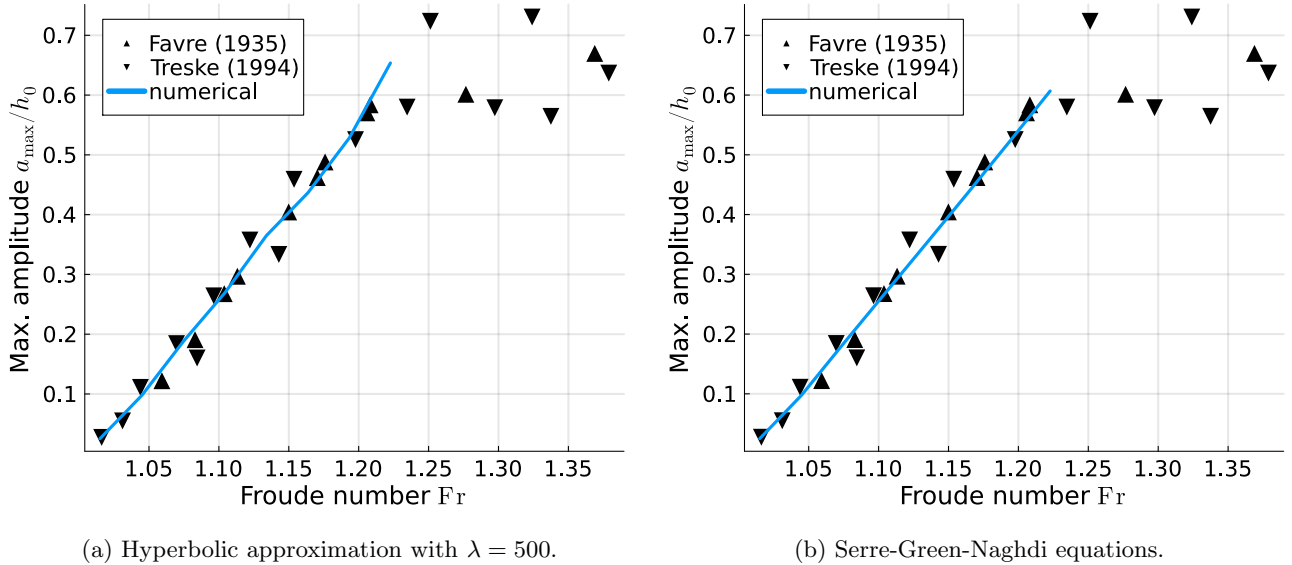 Favre (1935)
Treske (1994)
numerical
Max. amplitude a_max/h_0
0.7
0.6
0.5
0.4
0.3
0.2
0.1
1.05 1.10 1.15 1.20 1.25 1.30 1.35
Froude number Fr
(a) Hyperbolic approximation with λ = 500.
Favre (1935)
Treske (1994)
numerical
Max. amplitude a_max/h_0
0.7
0.6
0.5
0.4
0.3
0.2
0.1
1.05 1.10 1.15 1.20 1.25 1.30 1.35
Froude number Fr
(b) Serre-Green-Naghdi equations.